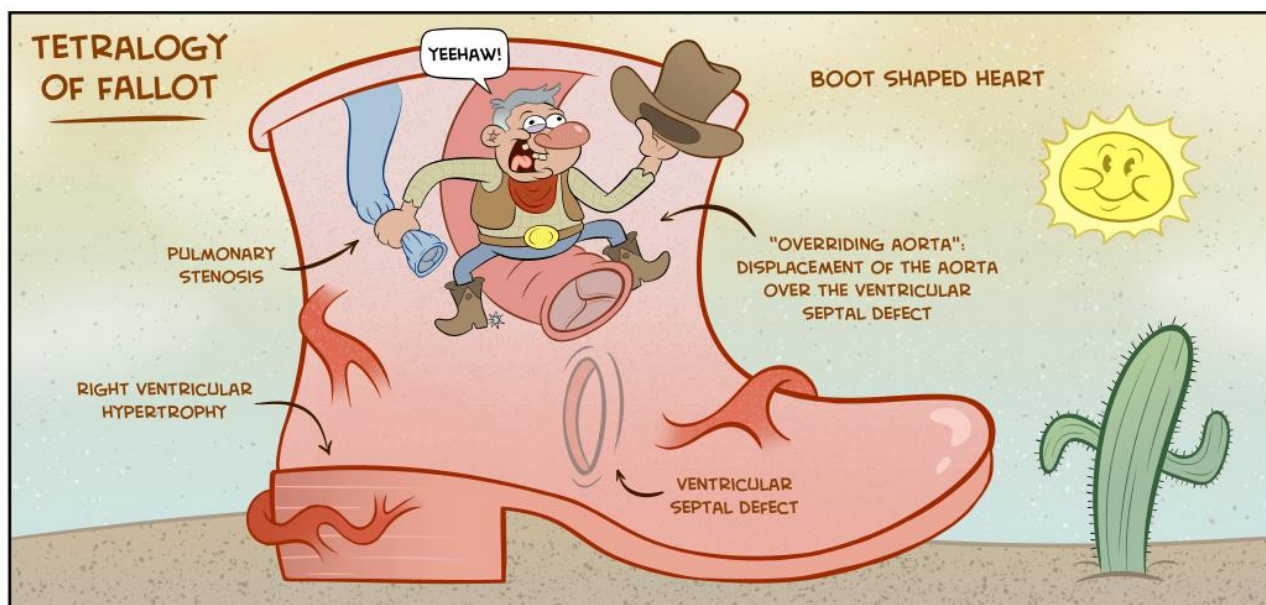 TETRALOGY
OF FALLOT
YEEHAW!
BOOT SHAPED HEART
PULMONARY
STENOSIS
"OVERRIDING AORTA":
DISPLACEMENT OF THE AORTA
OVER THE VENTRICULAR
SEPTAL DEFECT
RIGHT VENTRICULAR
HYPERTROPHY
VENTRICULAR
SEPTAL DEFECT